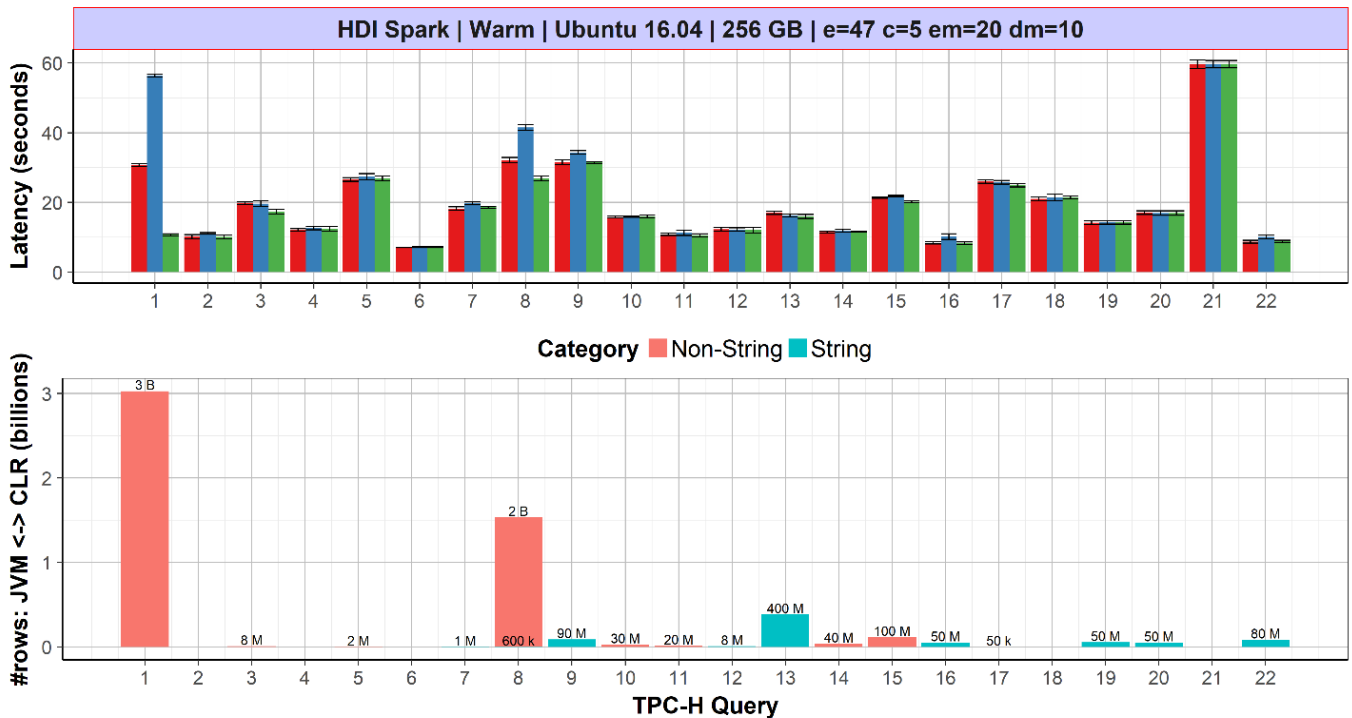 HDI Spark | Warm | Ubuntu 16.04 | 256 GB | e=47 c=5 em=20 dm=10
Latency (seconds)
60
40
20
0
1 2 3 4 5 6 7 8 9 10 11 12 13 14 15 16 17 18 19 20 21 22
Category Non-String String
#rows: JVM <-> CLR (billions)
3
2
1
0
3 B
8 M
2 M
1 M
2 B
600 k
90 M
30 M
20 M
8 M
400 M
40 M
100 M
50 M
50 k
50 M
50 M
80 M
1 2 3 4 5 6 7 8 9 10 11 12 13 14 15 16 17 18 19 20 21 22
TPC-H Query